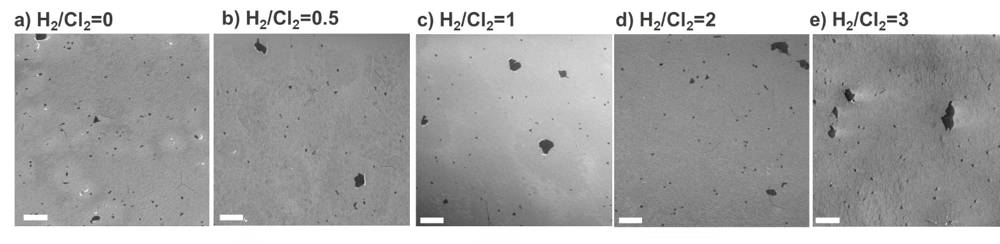 a) H₂/Cl₂=0
b) H₂/Cl₂=0.5
c) H₂/Cl₂=1
d) H₂/Cl₂=2
e) H₂/Cl₂=3